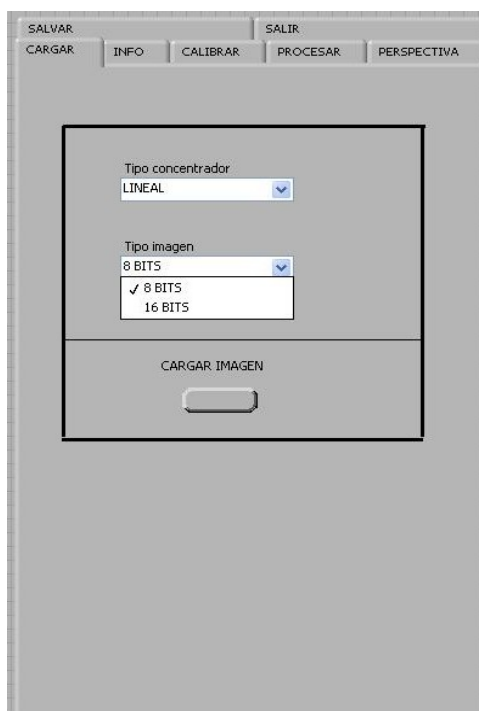 SALVAR SALIR
CARGAR INFO CALIBRAR PROCESAR PERSPECTIVA
Tipo concentrador
LINEAL
Tipo imagen
8 BITS
✓ 8 BITS
16 BITS
CARGAR IMAGEN